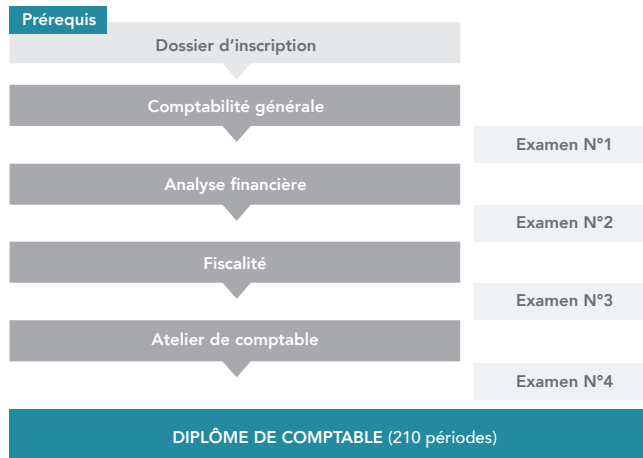 Prérequis
Dossier d’inscription
Comptabilité générale
Examen N°1
Analyse financière
Examen N°2
Fiscalité
Examen N°3
Atelier de comptable
Examen N°4
DIPLÔME DE COMPTABLE (210 périodes)